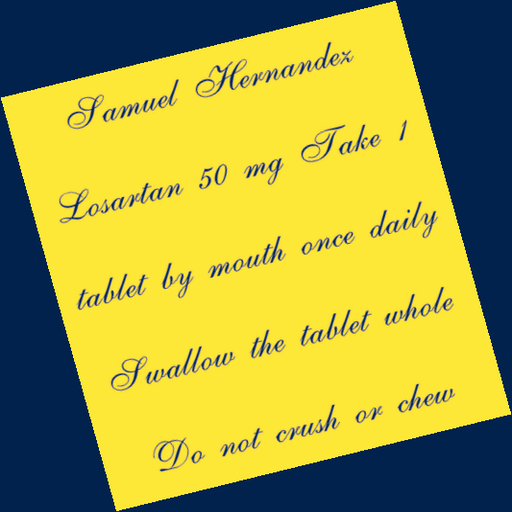 Samuel Hernandez
Losartan 50 mg Take 1
tablet by mouth once daily
Swallow the tablet whole
Do not crush or chew